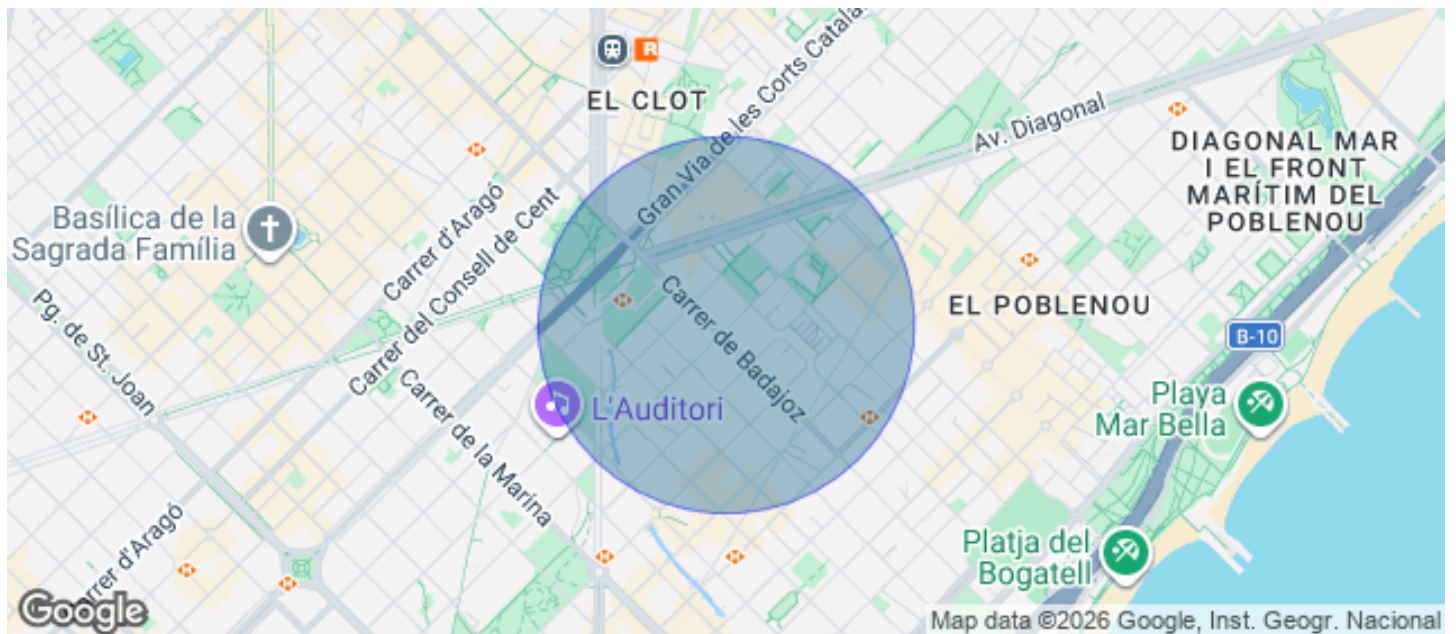 R
EL CLOT
Gran Via de les Corts Catala
Av. Diagonal
DIAGONAL MAR
I EL FRONT
MARÍTIM DEL
POBLENOU
Basílica de la
Sagrada Família
Carrer d'Aragó
Carrer del Consell de Cent
Pg. de St. Joan
Carrer de Badajoz
EL POBLENOU
B-10
L'Auditori
Carrer de la Marina
Playa
Mar Bella
Carrer d'Aragó
Platja del
Bogatell
Google
Map data ©2026 Google, Inst. Geogr. Nacional